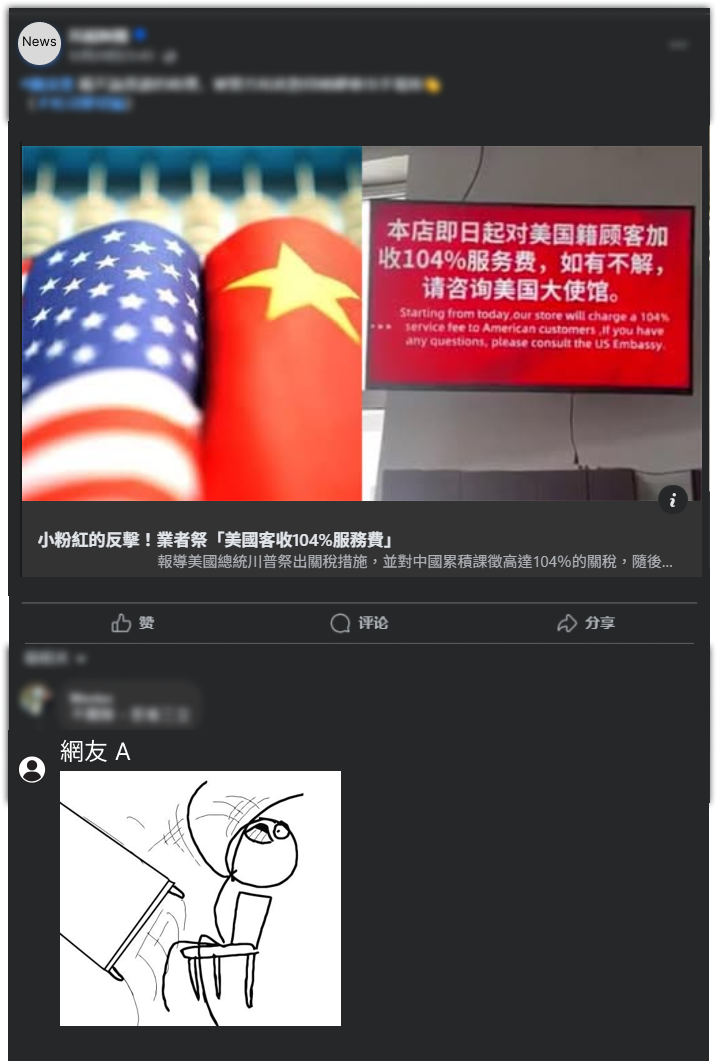 News
本店即日起对美国籍顾客加
收104%服务费，如有不解，
请咨询美国大使馆。
Starting from today,our store will charge a 104%
service fee to American customers ,If you have
any questions, please consult the US Embassy.
小粉紅的反擊！業者祭「美國客收104%服務費」
報導美國總統川普祭出關稅措施，並對中國累積課徵高達104%的關稅，隨後...
赞
评论
分享
網友 A